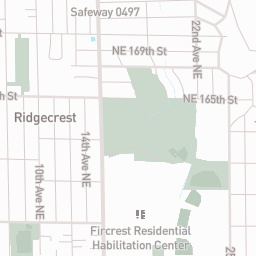 Safeway 0497
22nd Ave NE
NE 169th St
NE 165th St
h St
Ridgecrest
14th Ave NE
10th Ave NE
Fircrest Residential
Habilitation Center